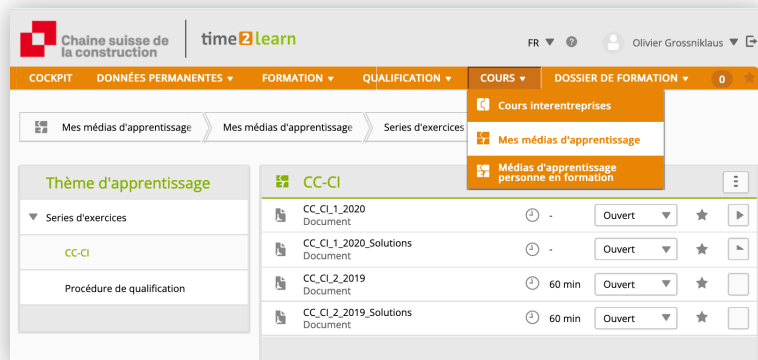 Chaine suisse de
la construction
time2learn
FR
Olivier Grossniklaus
COCKPIT DONNÉES PERMANENTES FORMATION QUALIFICATION COURS DOSSIER DE FORMATION 0
Cours interentreprises
Mes médias d'apprentissage
Médias d'apprentissage
personne en formation
Mes médias d'apprentissage Mes médias d'apprentissage Series d'exercices
Thème d'apprentissage
Series d'exercices
CC-CI
Procédure de qualification
CC-CI
CC_CI_1_2020
Document
- Ouvert
CC_CI_1_2020_Solutions
Document
- Ouvert
CC_CI_2_2019
Document
60 min Ouvert
CC_CI_2_2019_Solutions
Document
60 min Ouvert